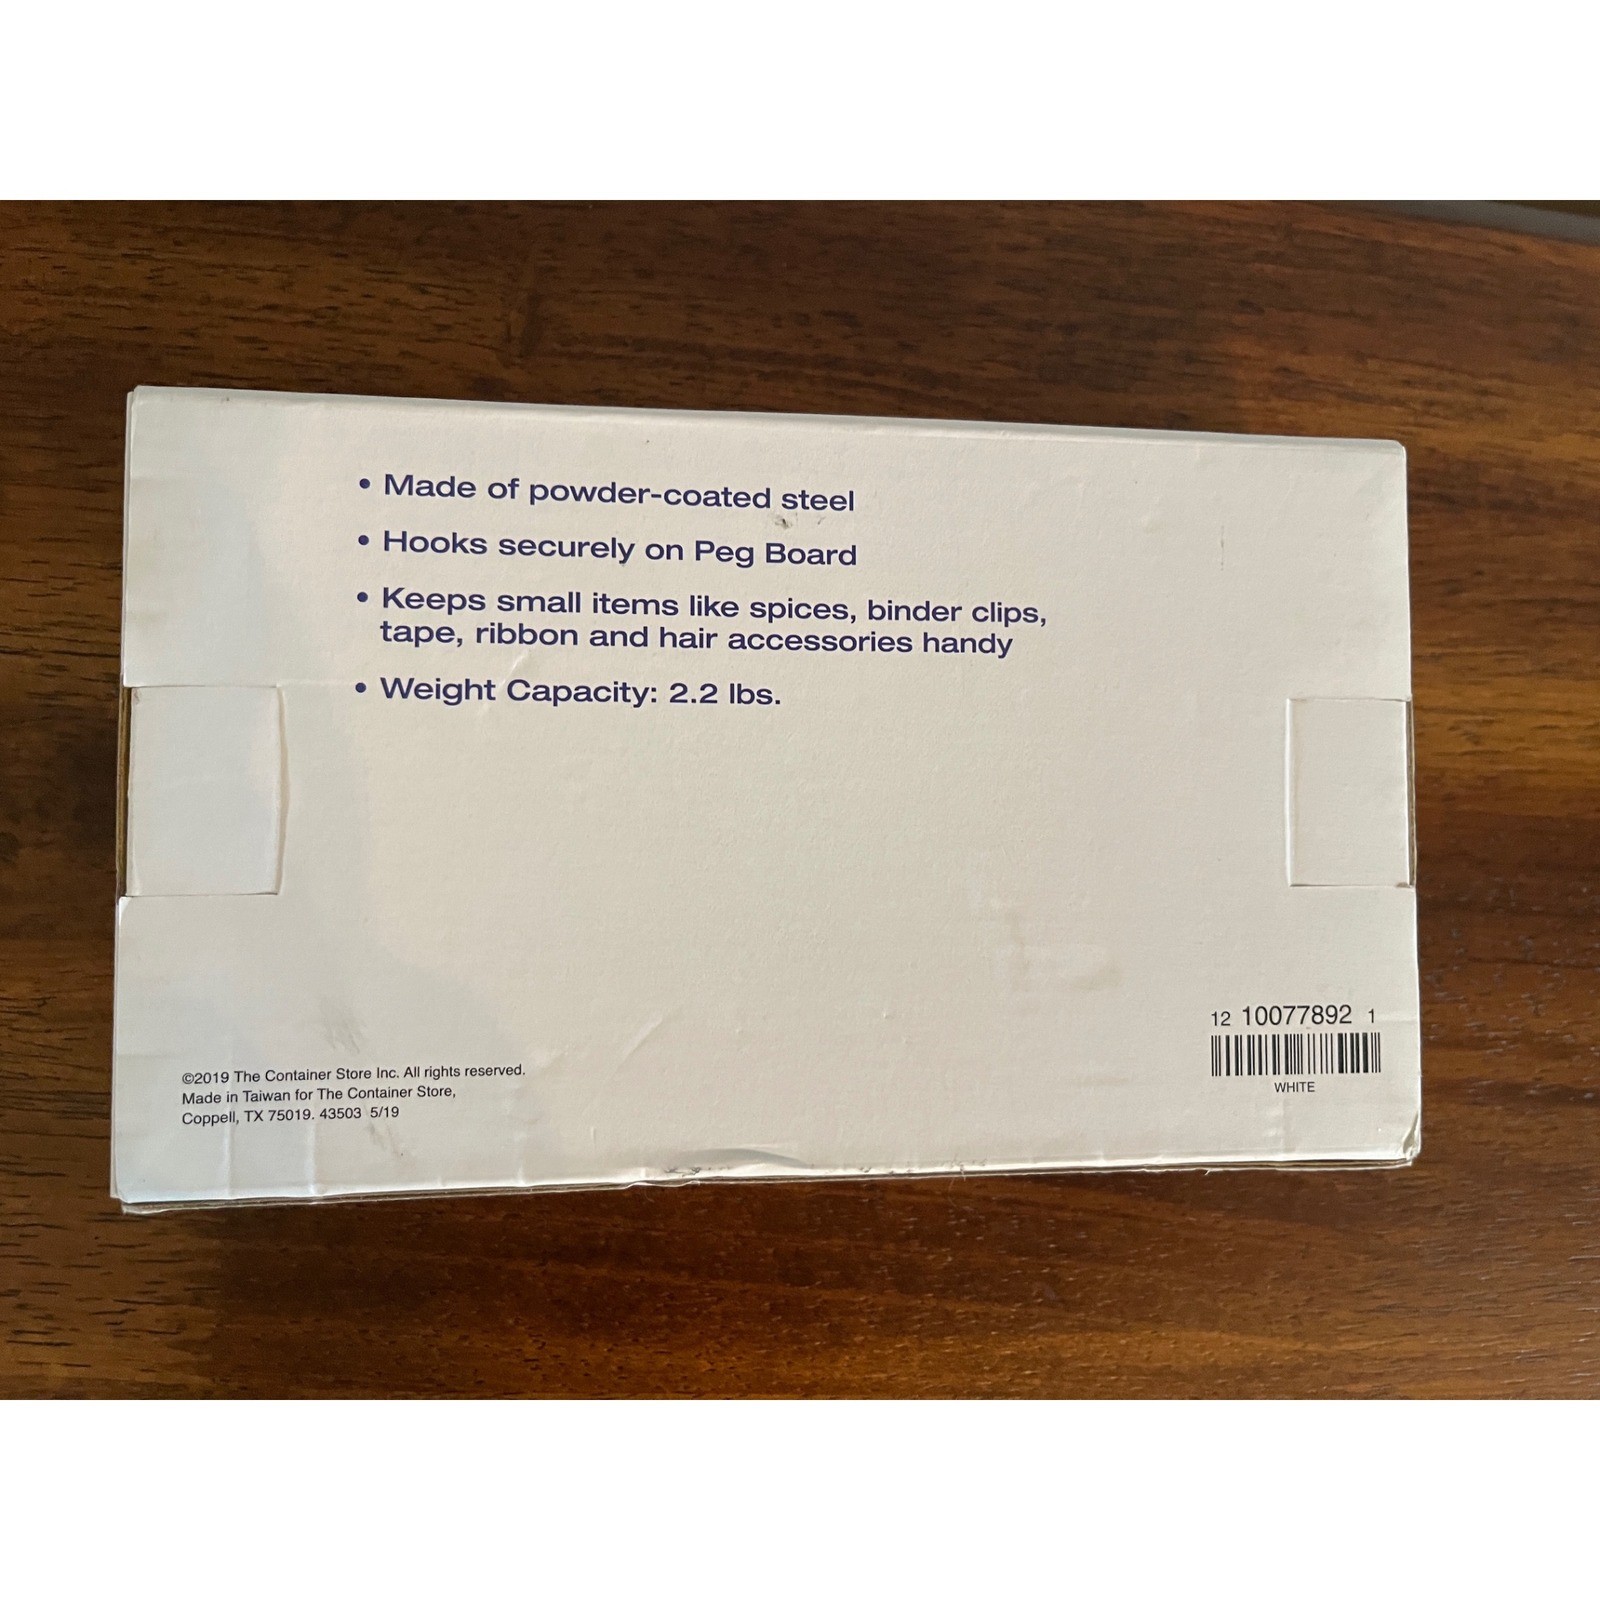 • Made of powder-coated steel
• Hooks securely on Peg Board
• Keeps small items like spices, binder clips,
tape, ribbon and hair accessories handy
• Weight Capacity: 2.2 lbs.
12 10077892 1
WHITE
©2019 The Container Store Inc. All rights reserved.
Made in Taiwan for The Container Store,
Coppell, TX 75019. 43503 5/19